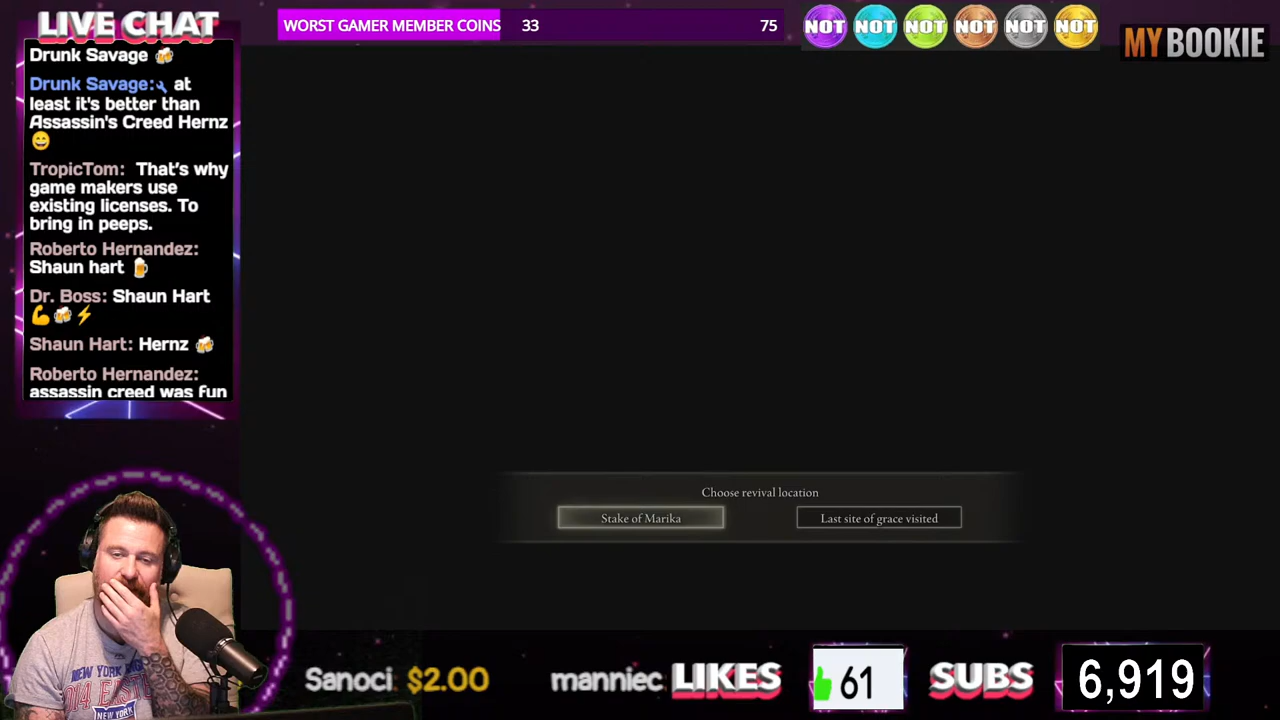 LIVE CHAT
Drunk Savage 🍻
Drunk Savage:🔧 at
least it's better than
Assassin's Creed Hernz
😄
TropicTom: That's why
game makers use
existing licenses. To
bring in peeps.
Roberto Hernandez:
Shaun hart 🍺
Dr. Boss: Shaun Hart
💪🍻⚡
Shaun Hart: Hernz 🍻
Roberto Hernandez:
assassin creed was fun
WORST GAMER MEMBER COINS 33 75
NOT NOT NOT NOT NOT NOT
MYBOOKIE
Choose revival location
Stake of Marika Last site of grace visited
NEW YORK
NEW YORK
Sanoci $2.00 manniec LIKES 61 SUBS 6,919